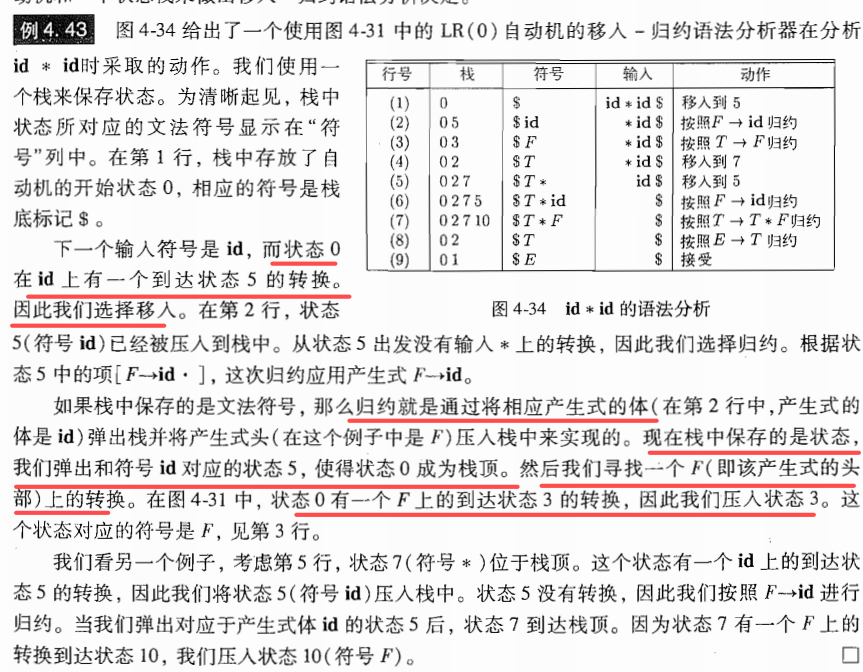 例 4.43 图 4-34 给出了一个使用图 4-31 中的 LR(0)自动机的移入－归约语法分析器在分析
id * id时采取的动作。我们使用一
个栈来保存状态。为清晰起见，栈中
状态所对应的文法符号显示在“符
号”列中。在第 1 行，栈中存放了自
动机的开始状态 0，相应的符号是栈
底标记 $ 。
下一个输入符号是 id，而状态 0
在 id 上有一个到达状态 5 的转换。
因此我们选择移入。在第 2 行，状态
行号 栈 符号 输入 动作
(1) 0 $ id * id $ 移入到 5
(2) 0 5 $ id * id $ 按照F → id 归约
(3) 0 3 $ F * id $ 按照 T → F归约
(4) 0 2 $ T * id $ 移入到 7
(5) 0 2 7 $ T * id $ 移入到 5
(6) 0 2 7 5 $ T * id $ 按照 F → id归约
(7) 0 2 7 10 $ T * F $ 按照T → T * F归约
(8) 0 2 $ T $ 按照 E → T 归约
(9) 0 1 $ E $ 接受
图 4-34 id * id 的语法分析
5(符号 id)已经被压入到栈中。从状态 5 出发没有输入 * 上的转换，因此我们选择归约。根据状
态 5 中的项[F→id·]，这次归约应用产生式 F→id。
如果栈中保存的是文法符号，那么归约就是通过将相应产生式的体(在第 2 行中，产生式的
体是 id)弹出栈并将产生式头(在这个例子中是 F)压入栈中来实现的。现在栈中保存的是状态，
我们弹出和符号 id 对应的状态 5，使得状态 0 成为栈顶。然后我们寻找一个 F(即该产生式的头
部)上的转换。在图 4-31 中，状态 0 有一个 F 上的到达状态 3 的转换，因此我们压入状态 3。这
个状态对应的符号是 F，见第 3 行。
我们看另一个例子，考虑第 5 行，状态 7(符号 * )位于栈顶。这个状态有一个 id 上的到达状
态 5 的转换，因此我们将状态 5(符号 id)压入栈中。状态 5 没有转换，因此我们按照 F→id 进行
归约。当我们弹出对应于产生式体 id 的状态 5 后，状态 7 到达栈顶。因为状态 7 有一个 F 上的
转换到达状态 10，我们压入状态 10(符号 F)。